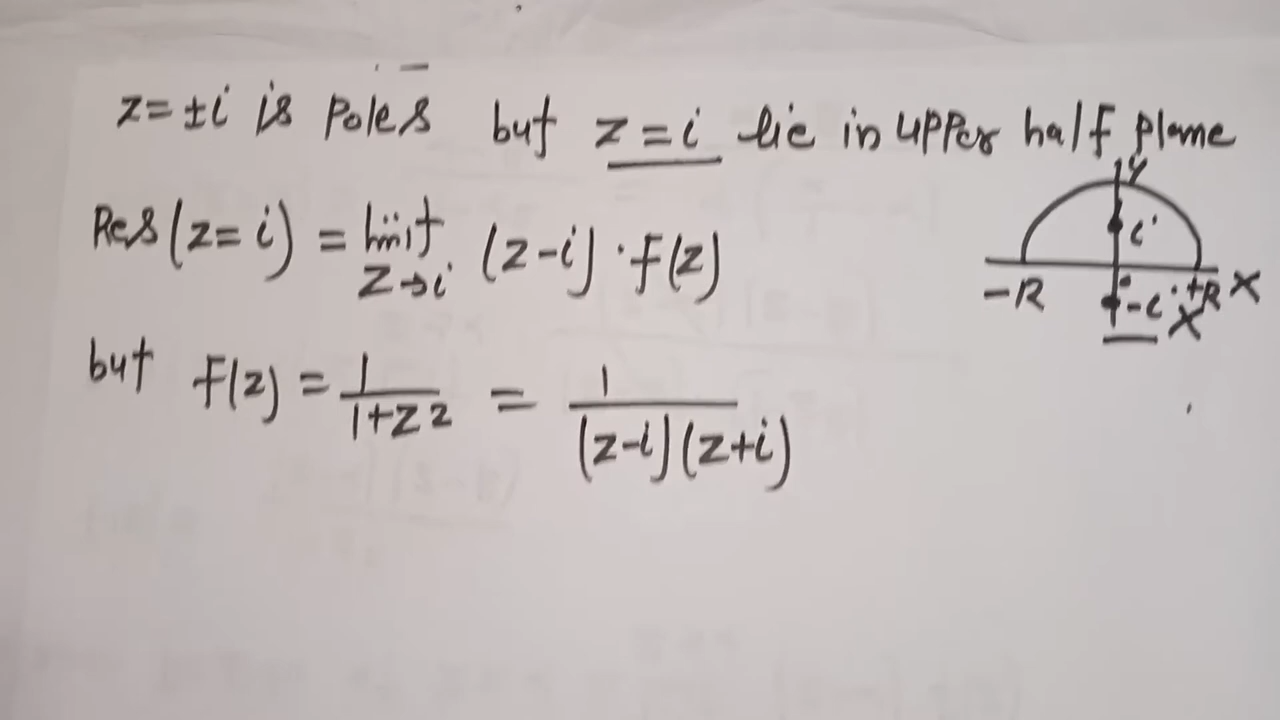 z = ±i is Poles but z = i lie in upper half plane
Res(z = i) = limit (z-i) · f(z)
z→i
but f(z) = 1/(1+z²) = 1/((z-i)(z+i))
y
i
-R
-i
X
+R
X